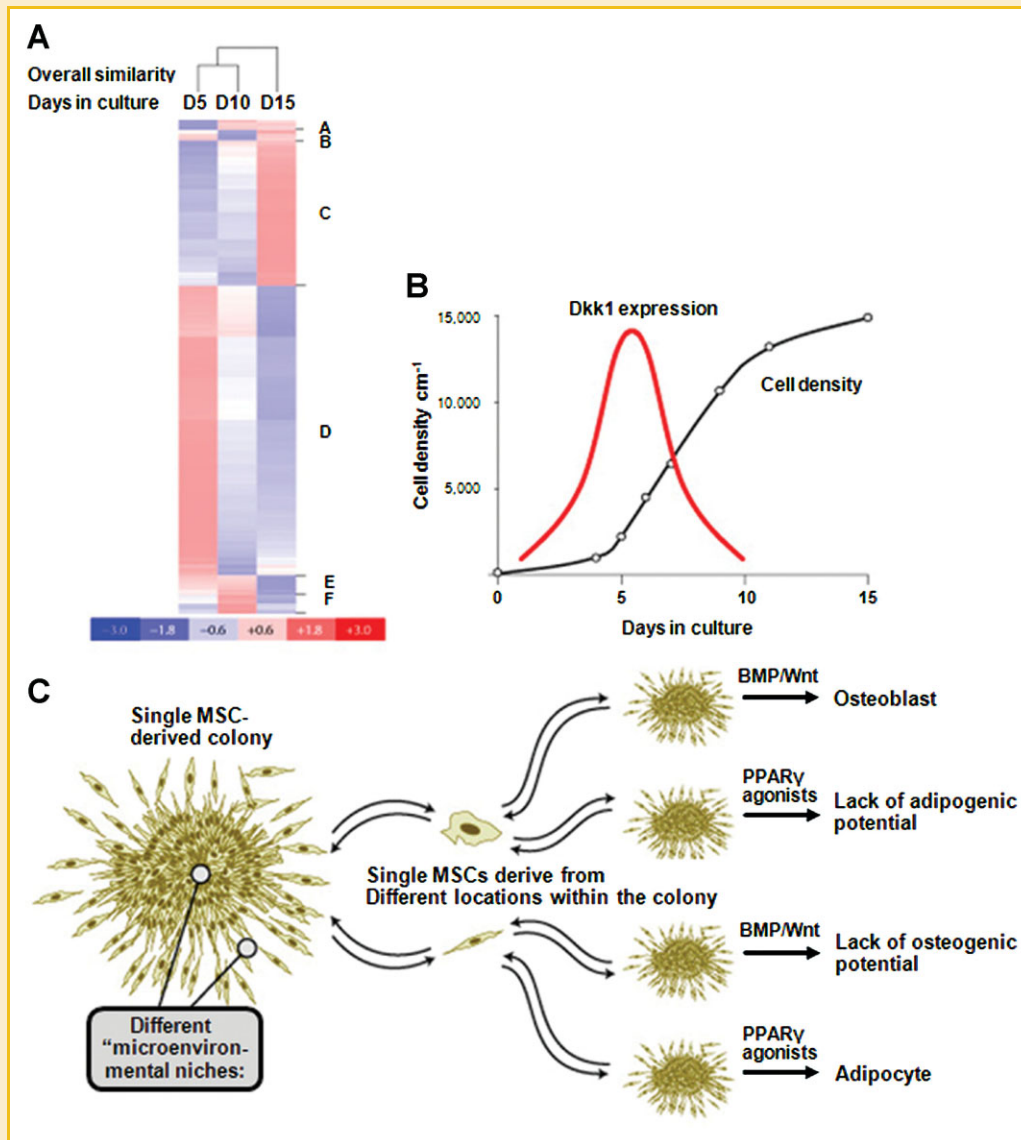 A
Overall similarity
Days in culture D5 D10 D15
A
B
C
D
E
F
−3.0 −1.8 −0.6 +0.6 +1.8 +3.0
B
Dkk1 expression
15,000
Cell density
10.000
5,000
Cell density cm-1
0 5 10 15
Days in culture
C
Single MSC-
derived colony
Different
“microenviron-
mental niches:
Single MSCs derive from
Different locations within the colony
BMP/Wnt
Osteoblast
PPARγ
agonists
Lack of adipogenic
potential
BMP/Wnt
Lack of osteogenic
potential
PPARγ
agonists
Adipocyte